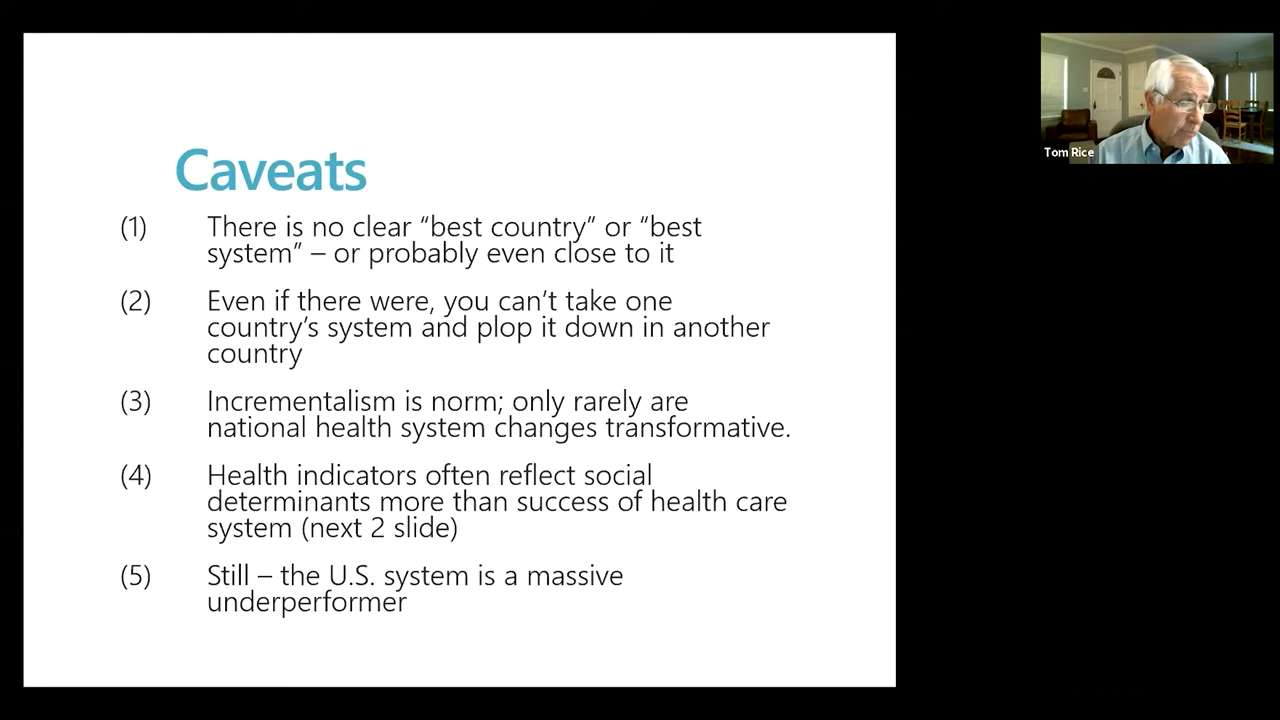 Caveats
(1) There is no clear “best country” or “best
system” – or probably even close to it
(2) Even if there were, you can’t take one
country’s system and plop it down in another
country
(3) Incrementalism is norm; only rarely are
national health system changes transformative.
(4) Health indicators often reflect social
determinants more than success of health care
system (next 2 slide)
(5) Still – the U.S. system is a massive
underperformer
Tom Rice